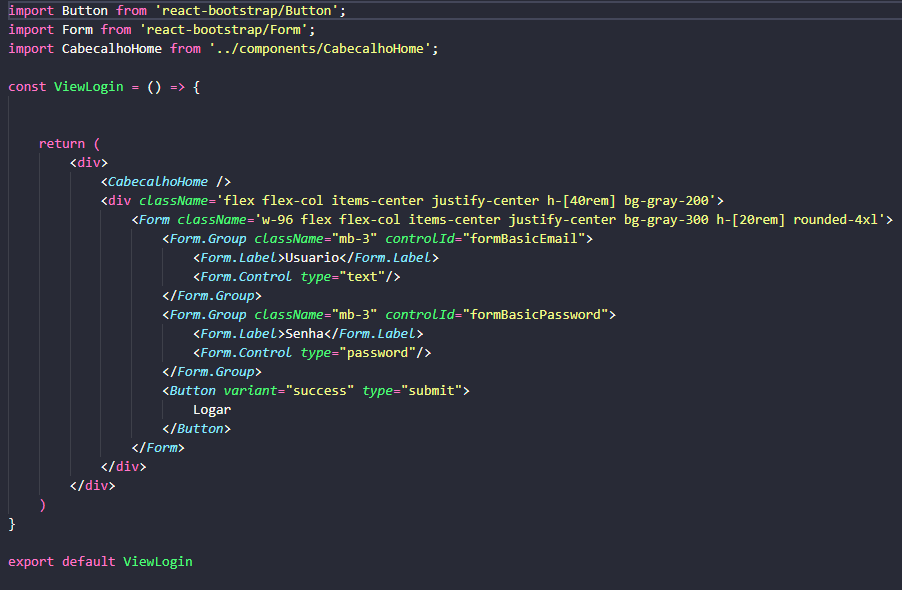 import Button from 'react-bootstrap/Button';
import Form from 'react-bootstrap/Form';
import CabecalhoHome from '../components/CabecalhoHome';

const ViewLogin = () => {


    return (
        <div>
            <CabecalhoHome />
            <div className='flex flex-col items-center justify-center h-[40rem] bg-gray-200'>
                <Form className='w-96 flex flex-col items-center justify-center bg-gray-300 h-[20rem] rounded-4xl'>
                    <Form.Group className="mb-3" controlId="formBasicEmail">
                        <Form.Label>Usuario</Form.Label>
                        <Form.Control type="text"/>
                    </Form.Group>
                    <Form.Group className="mb-3" controlId="formBasicPassword">
                        <Form.Label>Senha</Form.Label>
                        <Form.Control type="password"/>
                    </Form.Group>
                    <Button variant="success" type="submit">
                        Logar
                    </Button>
                </Form>
            </div>
        </div>
    )
}

export default ViewLogin